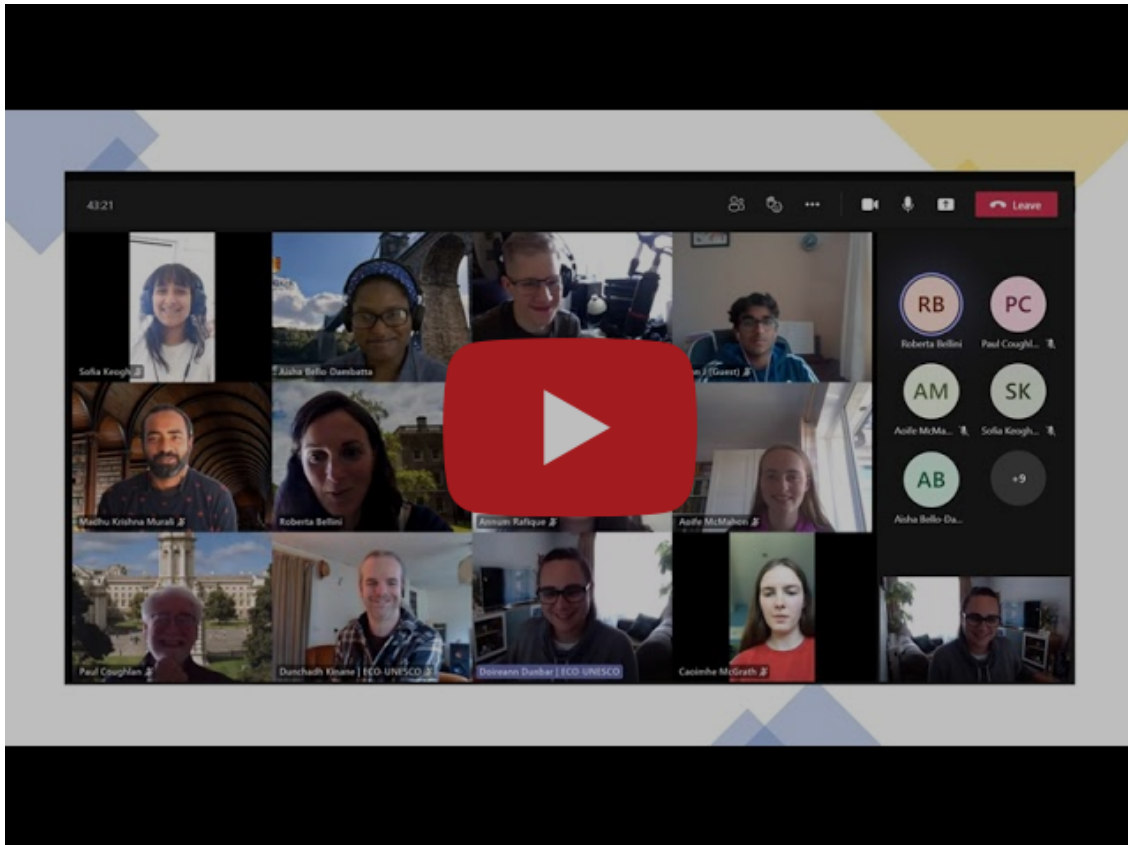 43:21
Leave
Sofia Keogh
Aisha Bello-Dambatta
J (Guest)
Madhu Krishna Murali
Roberta Bellini
Annum Rafique
Aoife McMahon
Paul Coughlan
Dunchadh Kinane | ECO-UNESCO
Doireann Dunbar | ECO-UNESCO
Caoimhe McGrath
RB
PC
Roberta Bellini
Paul Coughl...
AM
SK
Aoife McMa...
Sofia Keogh...
AB
+9
Aisha Bello-Da...